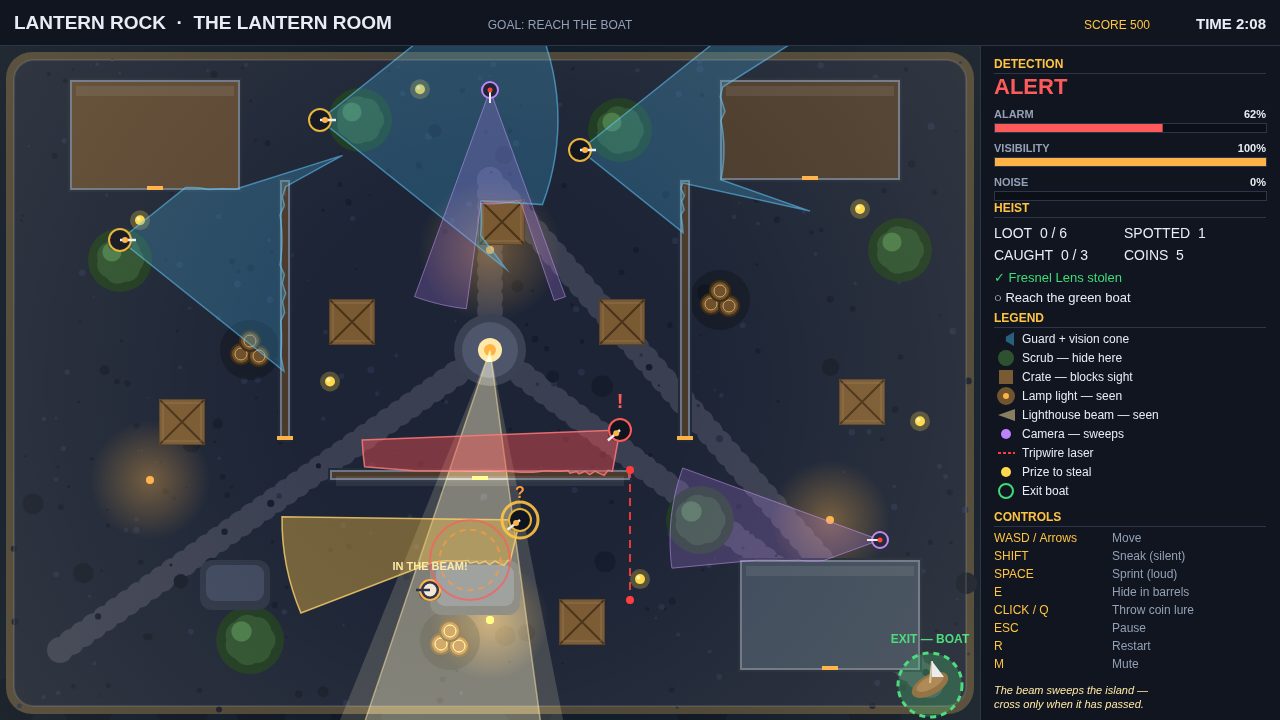 LANTERN ROCK · THE LANTERN ROOM
GOAL: REACH THE BOAT
SCORE 500
TIME 2:08
!
?
IN THE BEAM!
EXIT — BOAT
DETECTION
ALERT
ALARM 62%
VISIBILITY 100%
NOISE 0%
HEIST
LOOT 0 / 6 SPOTTED 1
CAUGHT 0 / 3 COINS 5
✓ Fresnel Lens stolen
○ Reach the green boat
LEGEND
Guard + vision cone
Scrub — hide here
Crate — blocks sight
Lamp light — seen
Lighthouse beam — seen
Camera — sweeps
Tripwire laser
Prize to steal
Exit boat
CONTROLS
WASD / Arrows Move
SHIFT Sneak (silent)
SPACE Sprint (loud)
E Hide in barrels
CLICK / Q Throw coin lure
ESC Pause
R Restart
M Mute
The beam sweeps the island —
cross only when it has passed.